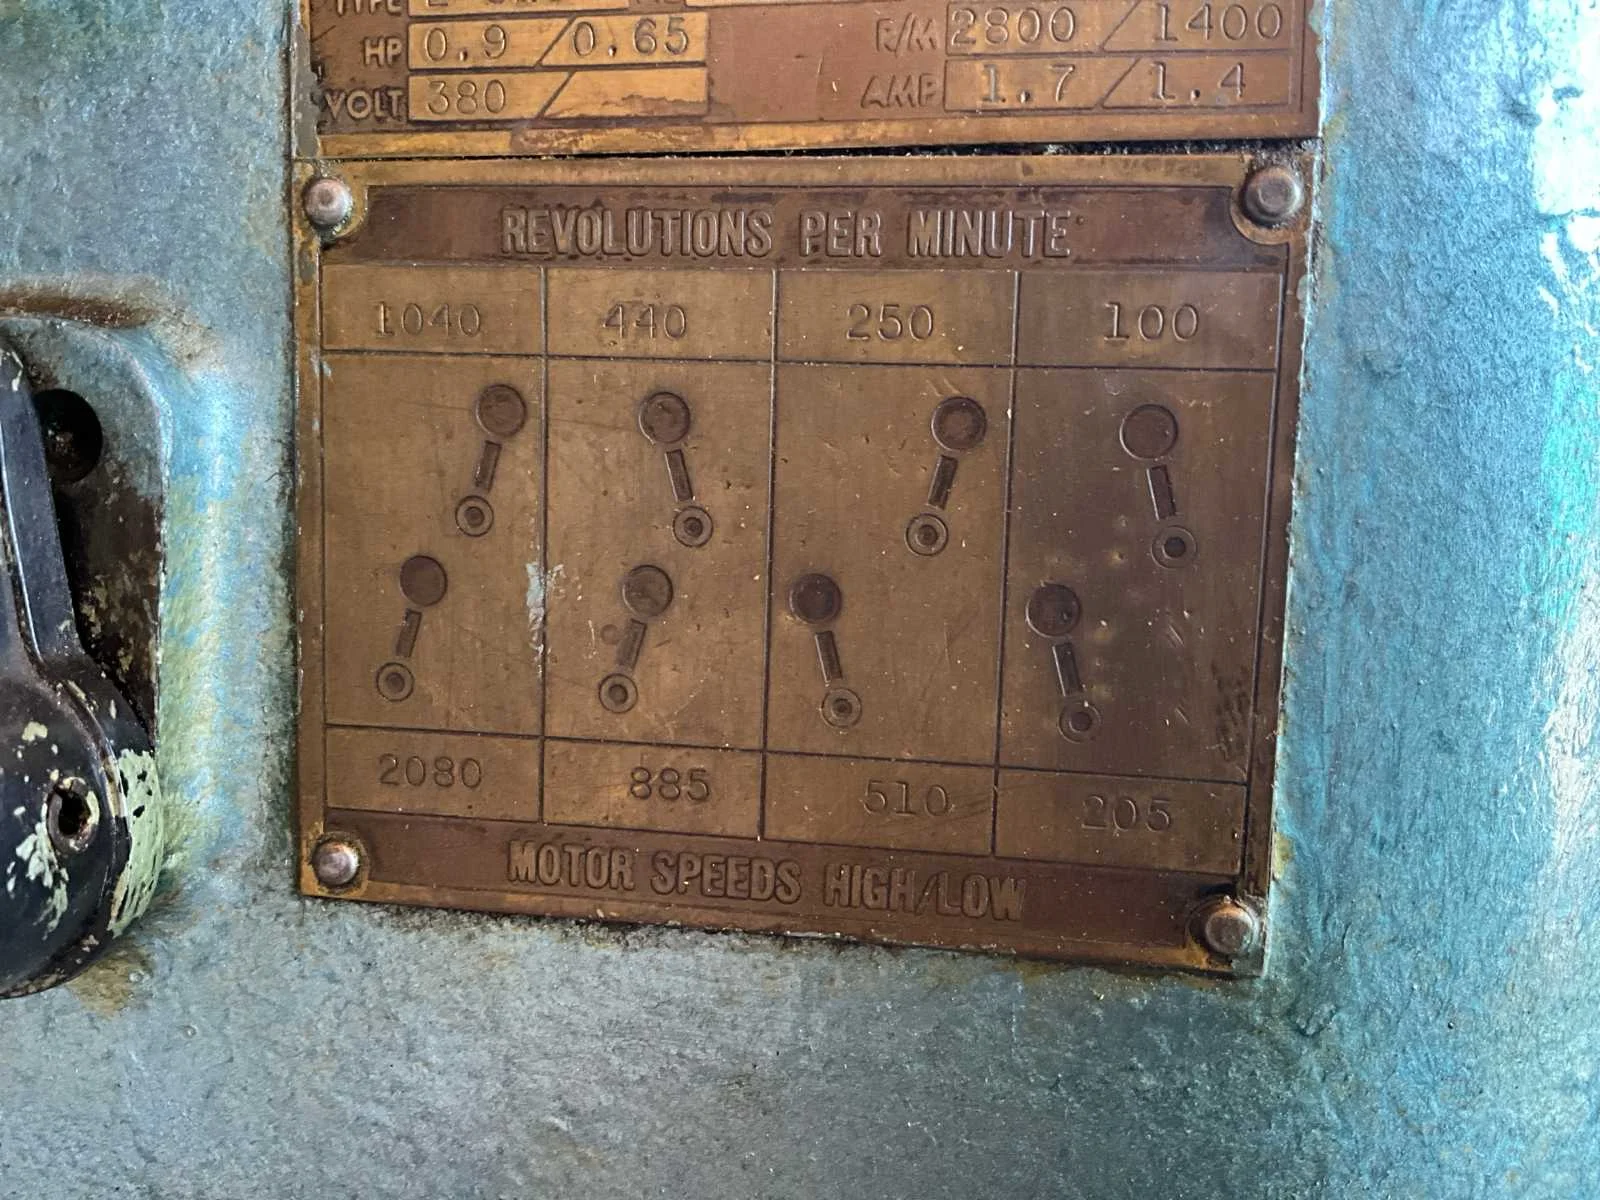 TYPE
HP 0.9 / 0.65 R/M 2800 / 1400
VOLT 380 / AMP 1.7 / 1.4
REVOLUTIONS PER MINUTE
1040 440 250 100
2080 885 510 205
MOTOR SPEEDS HIGH/LOW